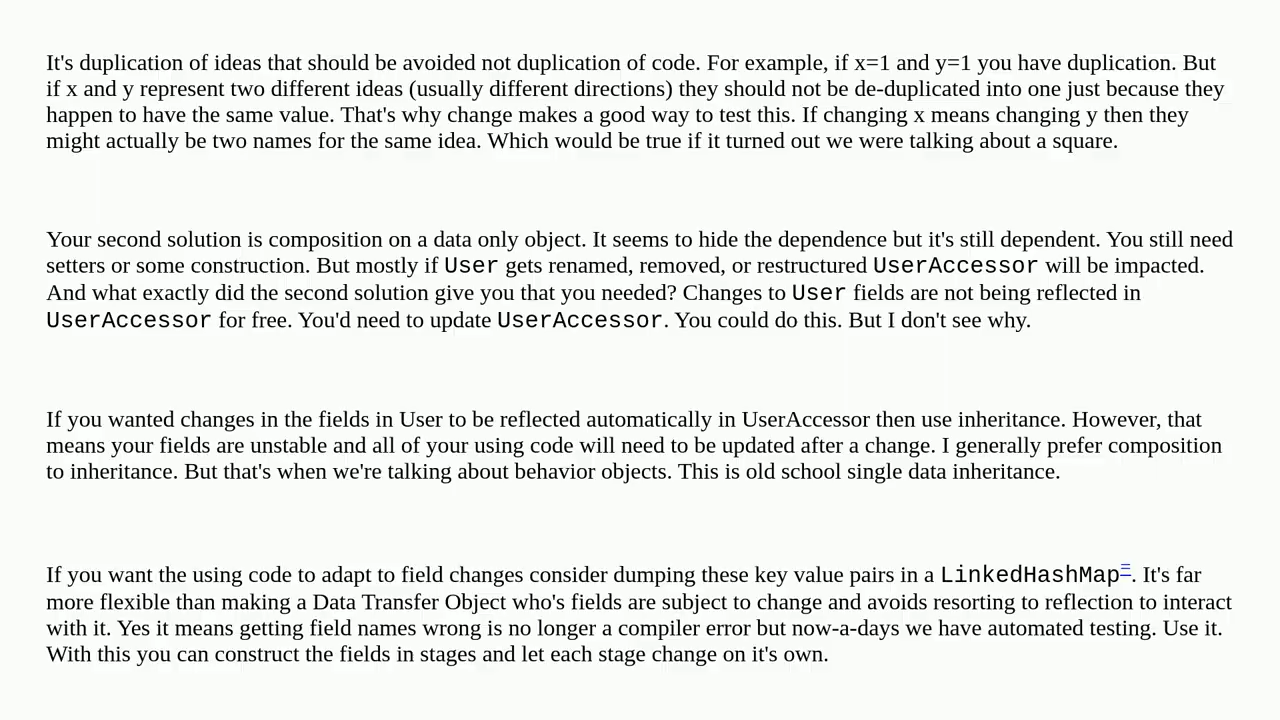 It's duplication of ideas that should be avoided not duplication of code. For example, if x=1 and y=1 you have duplication. But
if x and y represent two different ideas (usually different directions) they should not be de-duplicated into one just because they
happen to have the same value. That's why change makes a good way to test this. If changing x means changing y then they
might actually be two names for the same idea. Which would be true if it turned out we were talking about a square.
Your second solution is composition on a data only object. It seems to hide the dependence but it's still dependent. You still need
setters or some construction. But mostly if User gets renamed, removed, or restructured UserAccessor will be impacted.
And what exactly did the second solution give you that you needed? Changes to User fields are not being reflected in
UserAccessor for free. You'd need to update UserAccessor. You could do this. But I don't see why.
If you wanted changes in the fields in User to be reflected automatically in UserAccessor then use inheritance. However, that
means your fields are unstable and all of your using code will need to be updated after a change. I generally prefer composition
to inheritance. But that's when we're talking about behavior objects. This is old school single data inheritance.
If you want the using code to adapt to field changes consider dumping these key value pairs in a LinkedHashMap=. It's far
more flexible than making a Data Transfer Object who's fields are subject to change and avoids resorting to reflection to interact
with it. Yes it means getting field names wrong is no longer a compiler error but now-a-days we have automated testing. Use it.
With this you can construct the fields in stages and let each stage change on it's own.